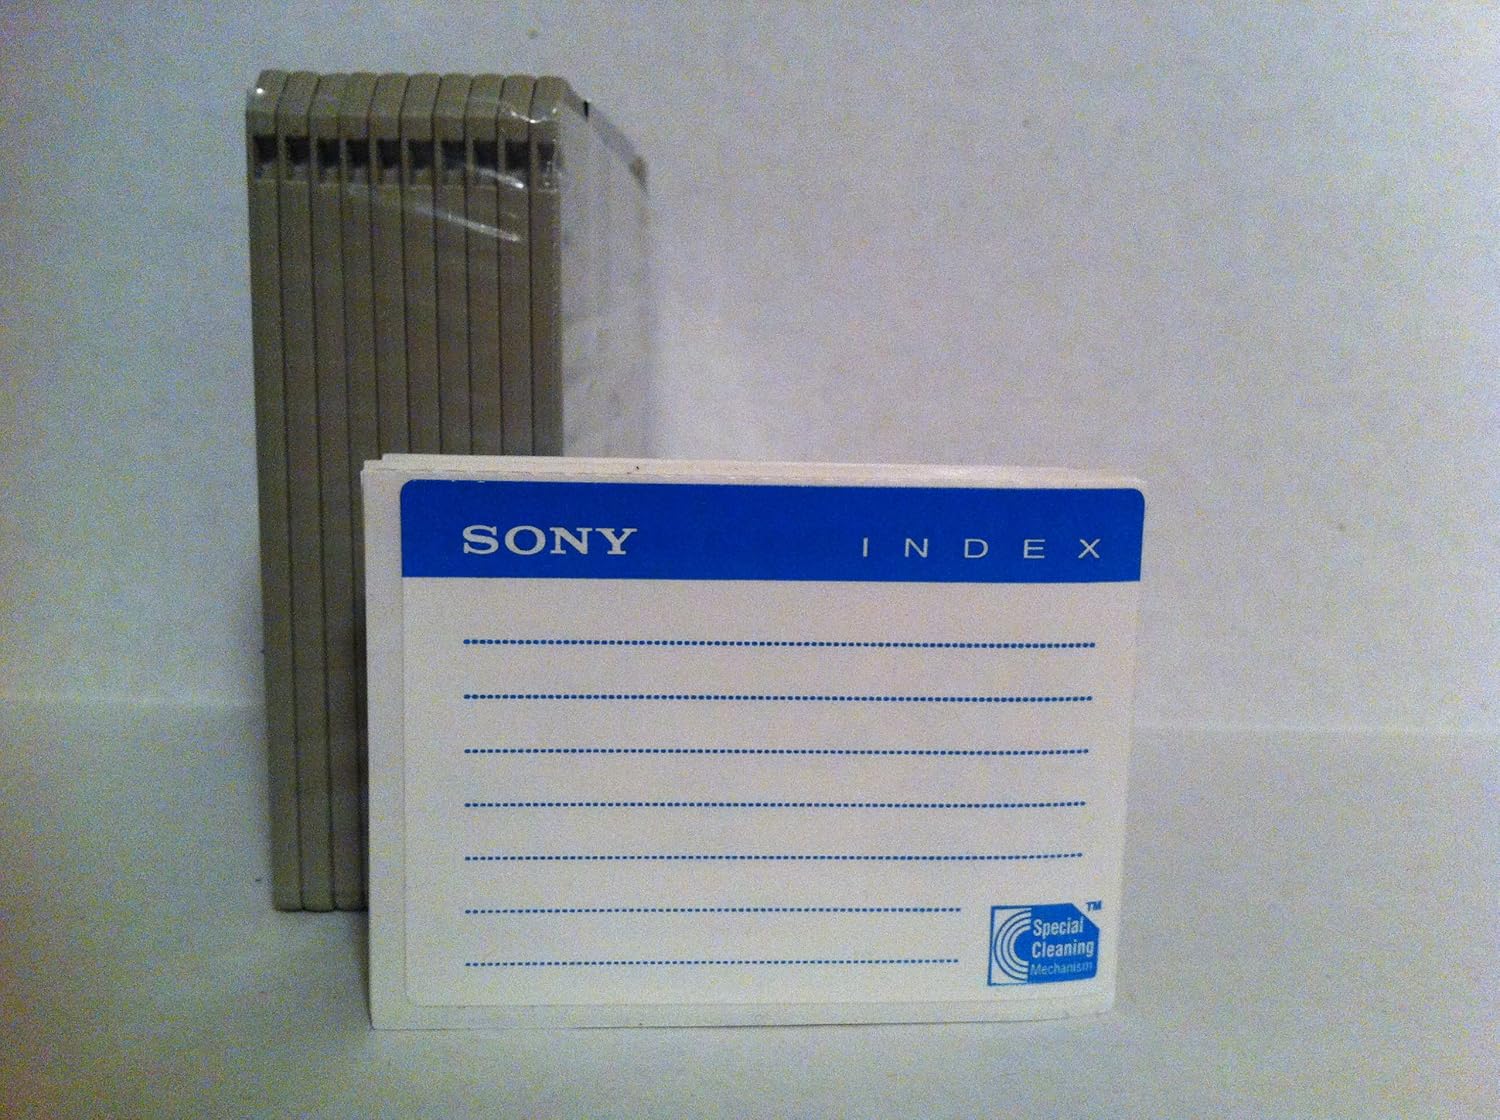 SONY INDEX
Special
Cleaning
Mechanism
TM